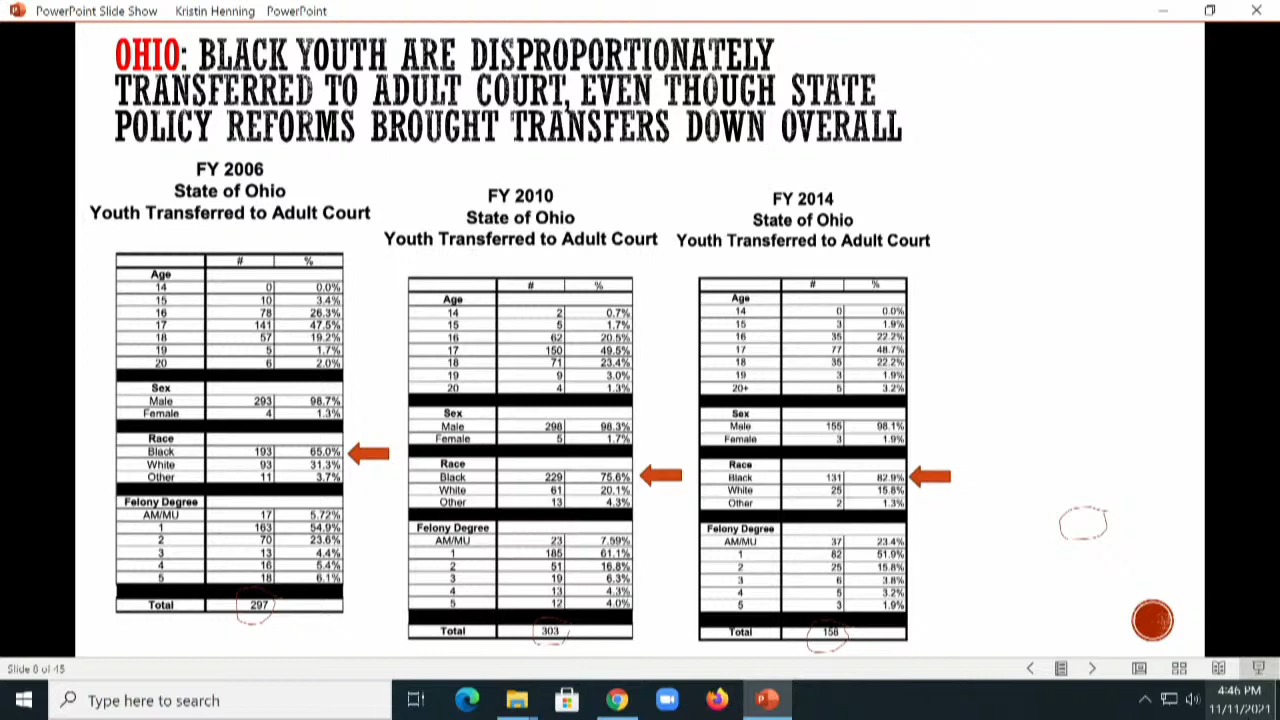 PowerPoint Slide Show Kristin Henning PowerPoint
OHIO: BLACK YOUTH ARE DISPROPORTIONATELY
TRANSFERRED TO ADULT COURT, EVEN THOUGH STATE
POLICY REFORMS BROUGHT TRANSFERS DOWN OVERALL
FY 2006
State of Ohio
Youth Transferred to Adult Court
# %
Age
14 0 0.0%
15 10 3.4%
16 78 26.3%
17 141 47.5%
18 57 19.2%
19 5 1.7%
20 6 2.0%
Sex
Male 293 98.7%
Female 4 1.3%
Race
Black 193 65.0%
White 93 31.3%
Other 11 3.7%
Felony Degree
AM/MU 17 5.72%
1 163 54.9%
2 70 23.6%
3 13 4.4%
4 16 5.4%
5 18 6.1%
Total 297
FY 2010
State of Ohio
Youth Transferred to Adult Court
# %
Age
14 2 0.7%
15 5 1.7%
16 62 20.5%
17 150 49.5%
18 71 23.4%
19 9 3.0%
20 4 1.3%
Sex
Male 298 98.3%
Female 5 1.7%
Race
Black 229 75.6%
White 61 20.1%
Other 13 4.3%
Felony Degree
AM/MU 23 7.59%
1 185 61.1%
2 51 16.8%
3 19 6.3%
4 13 4.3%
5 12 4.0%
Total 303
FY 2014
State of Ohio
Youth Transferred to Adult Court
# %
Age
14 0 0.0%
15 3 1.9%
16 35 22.2%
17 77 48.7%
18 35 22.2%
19 3 1.9%
20+ 5 3.2%
Sex
Male 155 98.1%
Female 3 1.9%
Race
Black 131 82.9%
White 25 15.8%
Other 2 1.3%
Felony Degree
AM/MU 37 23.4%
1 82 51.9%
2 25 15.8%
3 6 3.8%
4 5 3.2%
5 3 1.9%
Total 158
Slide 8 of 45
Type here to search
4:46 PM
11/11/2021